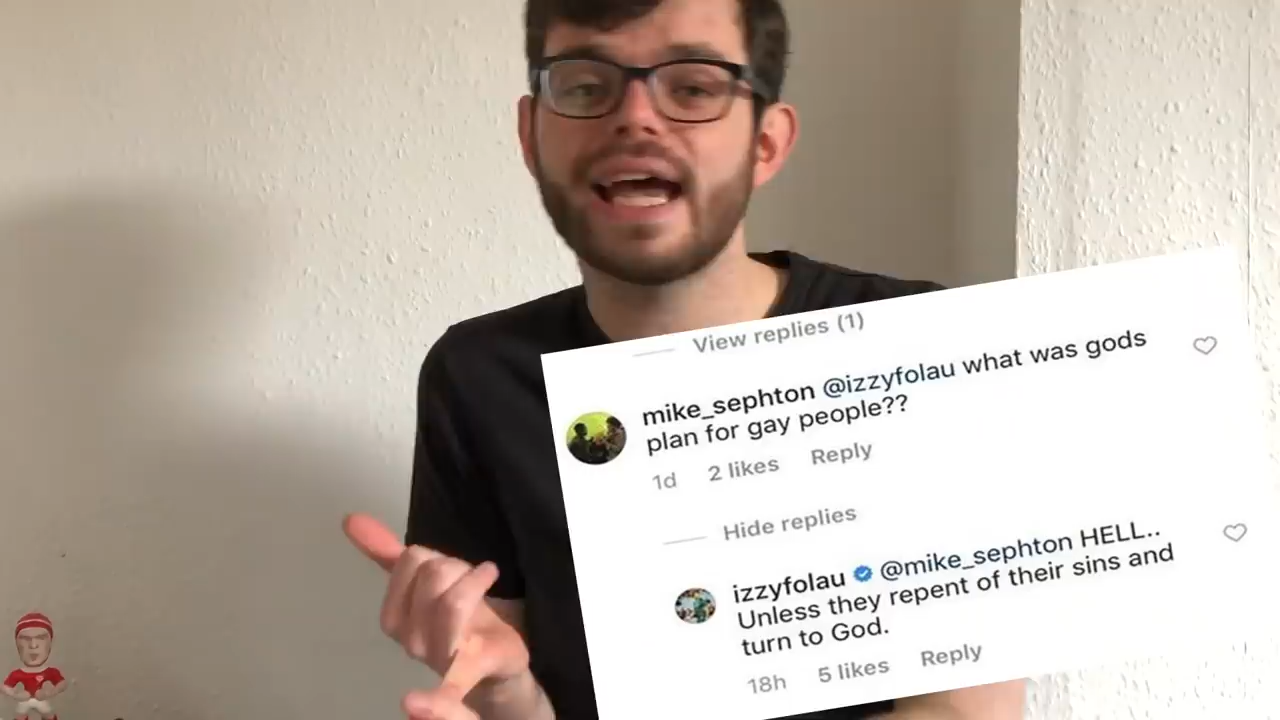 View replies (1)
mike_sephton @izzyfolau what was gods
plan for gay people??
1d 2 likes Reply
Hide replies
izzyfolau @mike_sephton HELL..
Unless they repent of their sins and
turn to God.
18h 5 likes Reply